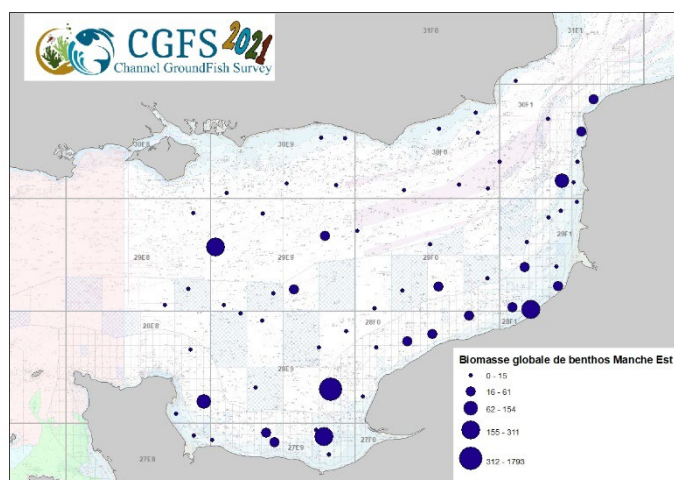 CGFS 2021
Channel GroundFish Survey
31F0
31E1
30F1
30E8
30E9
30F0
29E8
29E9
29F0
29F1
28E8
28F0
28F1
28E9
27E8
27E9
27F0
Biomasse globale de benthos Manche Est
0 - 15
16 - 61
62 - 154
155 - 311
312 - 1793